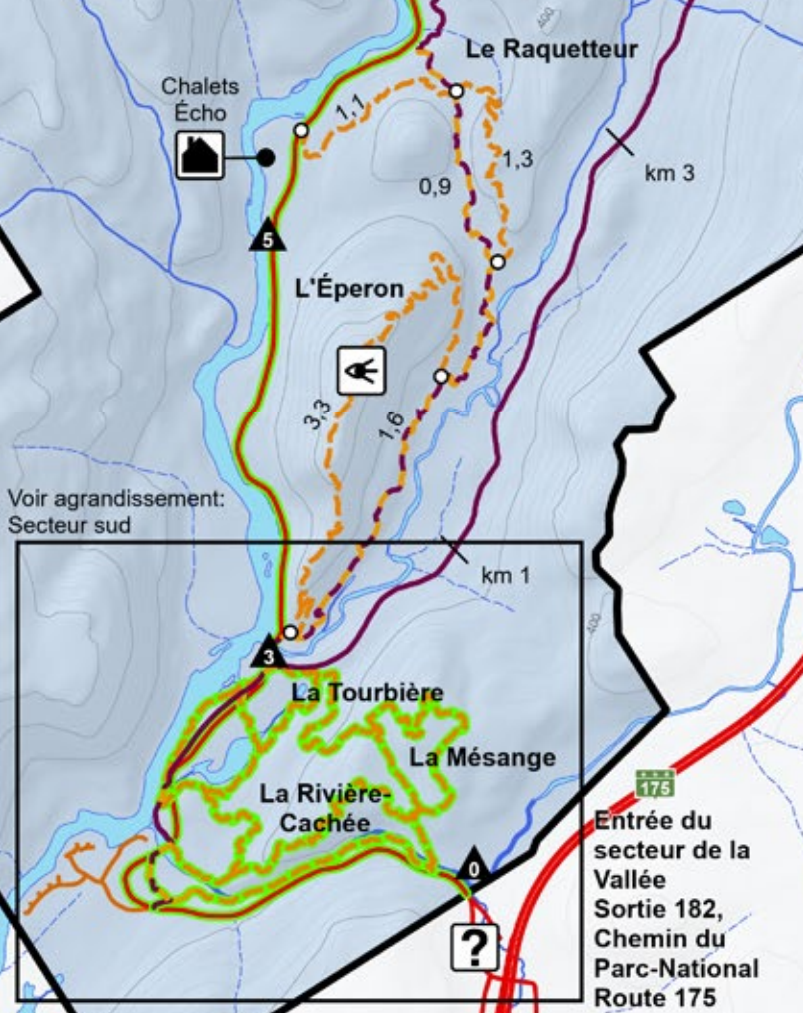 400
Le Raquetteur
Chalets
Écho
1,1
1,3
km 3
0,9
5
L'Éperon
3,3
1,6
Voir agrandissement:
Secteur sud
km 1
400
3
La Tourbière
La Mésange
175
La Rivière-
Cachée
0
?
Entrée du
secteur de la
Vallée
Sortie 182,
Chemin du
Parc-National
Route 175